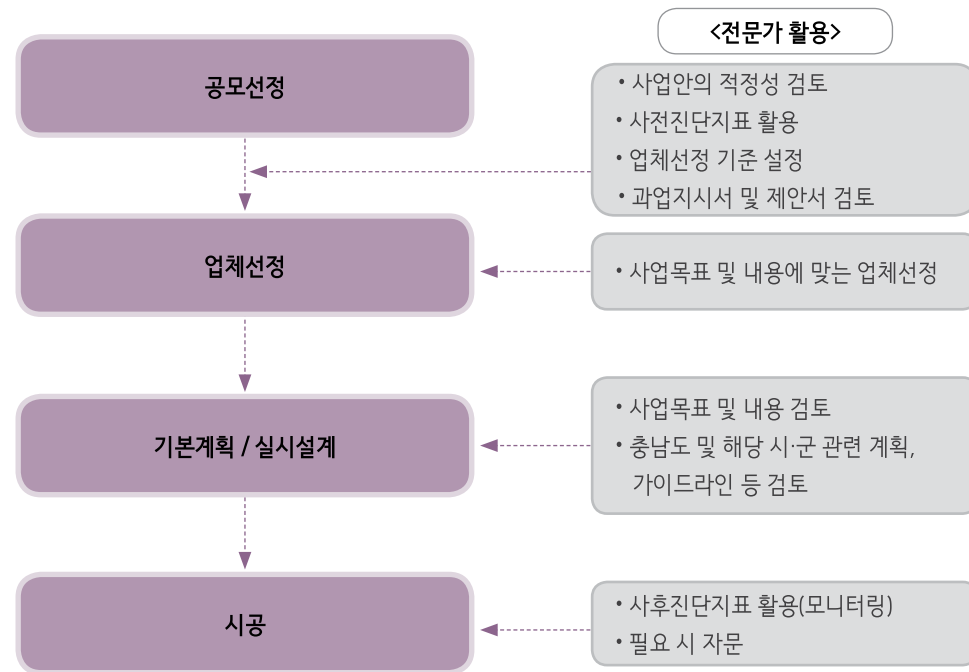 <전문가 활용>
공모선정
• 사업안의 적정성 검토
• 사전진단지표 활용
• 업체선정 기준 설정
• 과업지시서 및 제안서 검토
업체선정
• 사업목표 및 내용에 맞는 업체선정
기본계획 / 실시설계
• 사업목표 및 내용 검토
• 충남도 및 해당 시·군 관련 계획,
가이드라인 등 검토
시공
• 사후진단지표 활용(모니터링)
• 필요 시 자문